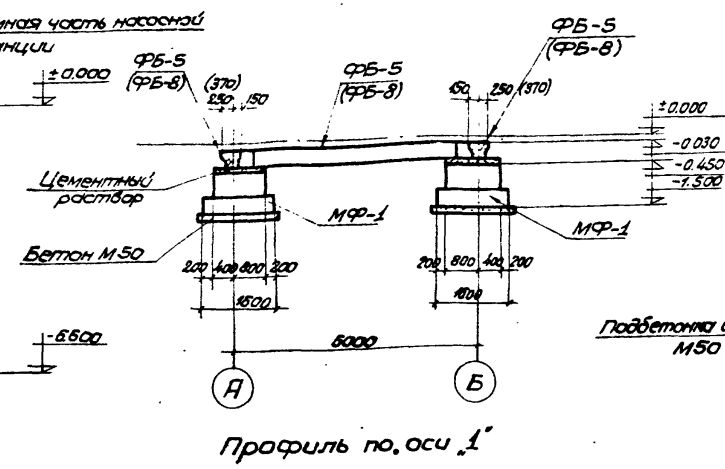 ная часть насосной
нции
±0.000
ФБ-5
(ФБ-8)
(370)
250 150
ФБ-5
(ФБ-8)
ФБ-5
(ФБ-8)
150 250 (370)
±0.000
-0.030
-0.450
-1.500
Цементный
раствор
МФ-1
МФ-1
Бетон М50
200 400 800 200
1600
200 800 400 200
1600
-6.600
6000
Подбетонка
М50
А
Б
Профиль по оси „1"